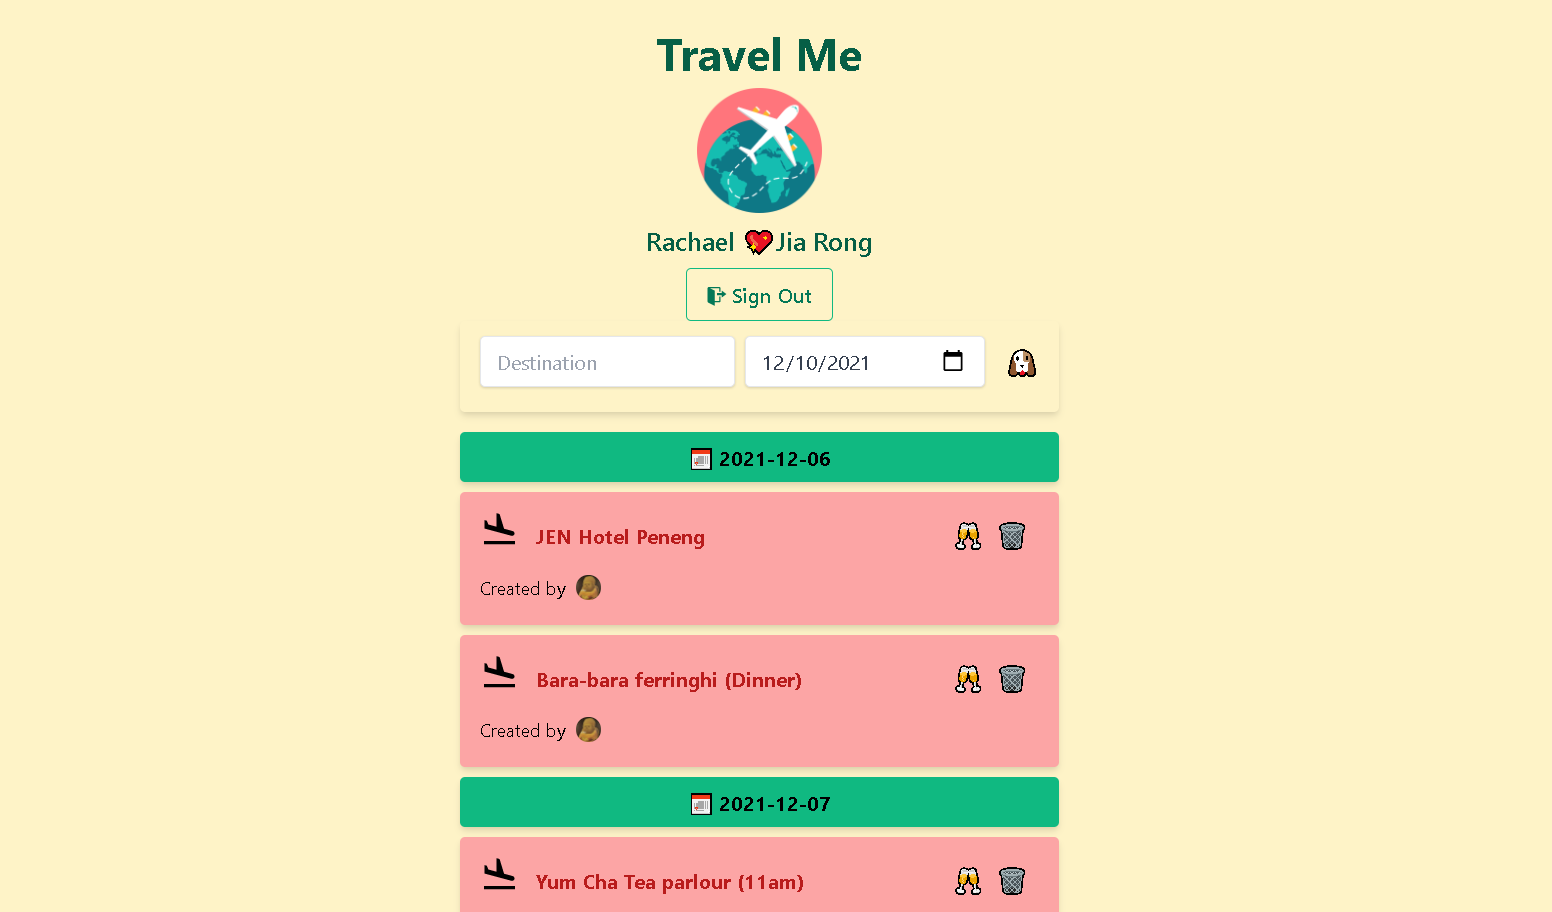 Travel Me
Rachael 💖Jia Rong
Sign Out
Destination 12/10/2021
2021-12-06
JEN Hotel Peneng
Created by
Bara-bara ferringhi (Dinner)
Created by
2021-12-07
Yum Cha Tea parlour (11am)